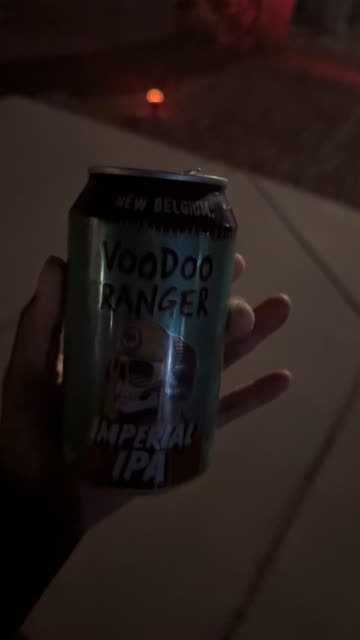 NEW BELGIUM
VOODOO
RANGER
IMPERIAL
IPA